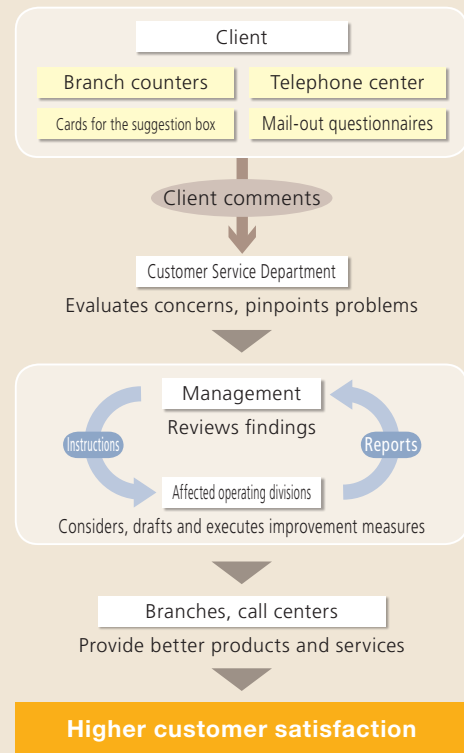 Client
Branch counters
Telephone center
Cards for the suggestion box
Mail-out questionnaires
Client comments
Customer Service Department
Evaluates concerns, pinpoints problems
Management
Reviews findings
Instructions
Reports
Affected operating divisions
Considers, drafts and executes improvement measures
Branches, call centers
Provide better products and services
Higher customer satisfaction